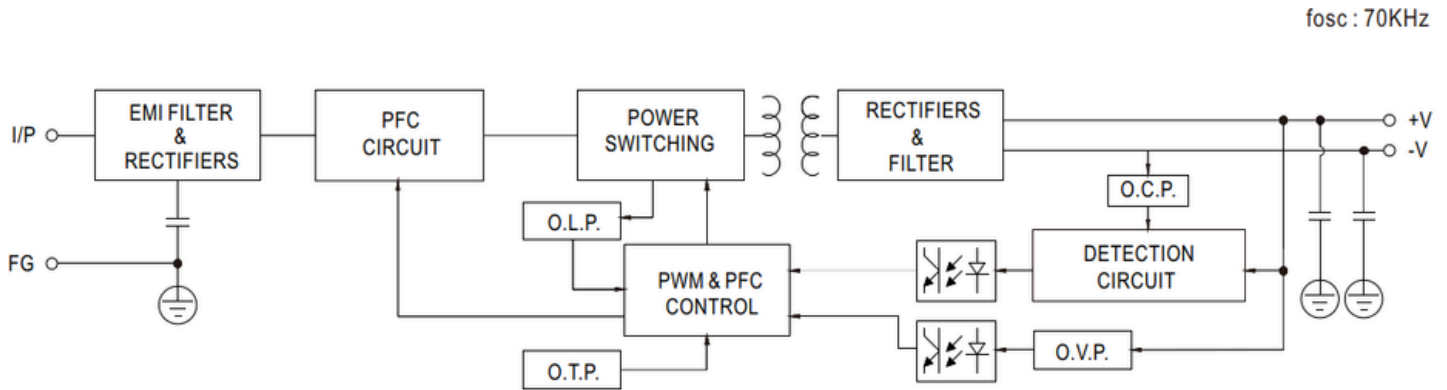 fosc : 70KHz
I/P
EMI FILTER
&
RECTIFIERS
PFC
CIRCUIT
POWER
SWITCHING
RECTIFIERS
&
FILTER
+V
-V
O.C.P.
O.L.P.
FG
PWM & PFC
CONTROL
DETECTION
CIRCUIT
O.T.P.
O.V.P.